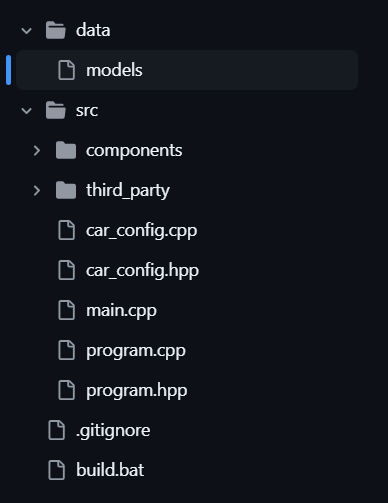 data
models
src
components
third_party
car_config.cpp
car_config.hpp
main.cpp
program.cpp
program.hpp
.gitignore
build.bat